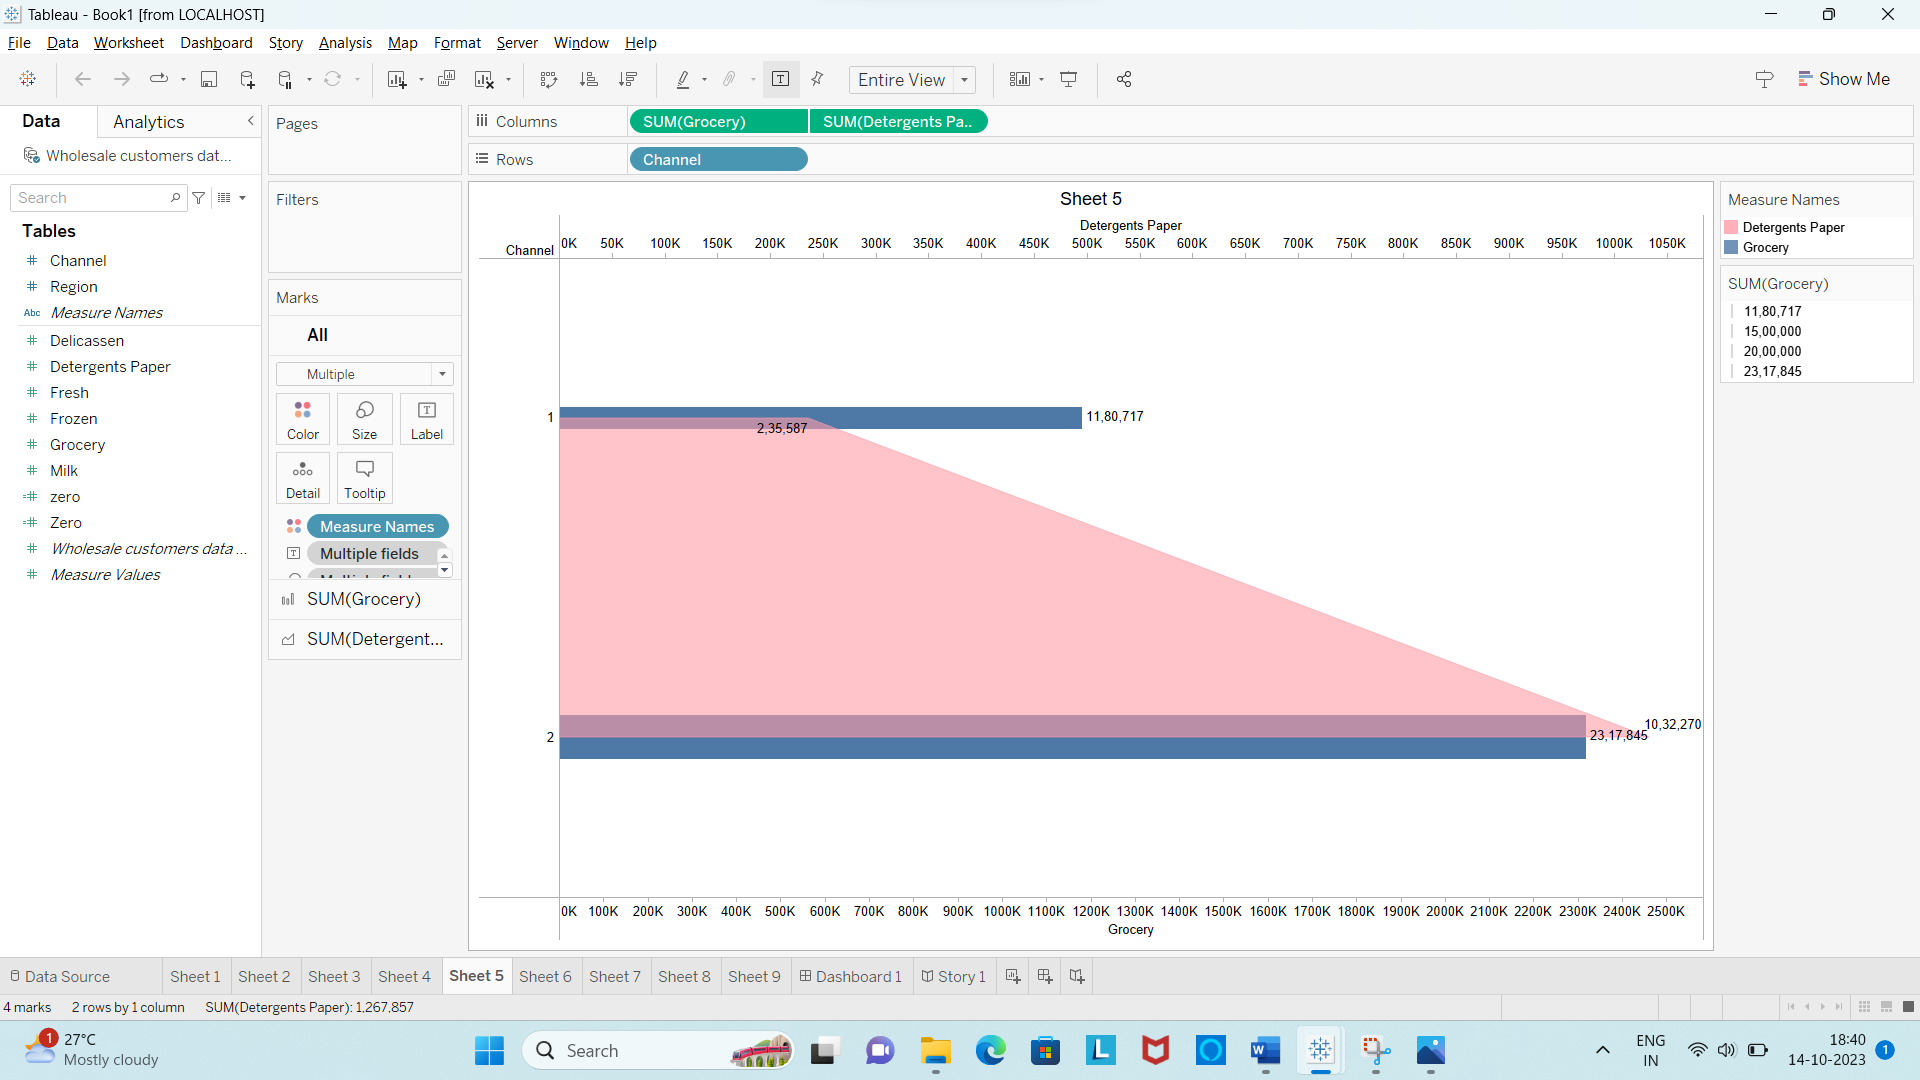 Tableau - Book1 [from LOCALHOST]
File Data Worksheet Dashboard Story Analysis Map Format Server Window Help
Entire View
Show Me
Data Analytics
Wholesale customers dat...
Search
Tables
Channel
Region
Abc Measure Names
Delicassen
Detergents Paper
Fresh
Frozen
Grocery
Milk
zero
Zero
Wholesale customers data ...
Measure Values
Pages
Filters
Marks
All
Multiple
Color Size Label
Detail Tooltip
Measure Names
Multiple fields
SUM(Grocery)
SUM(Detergent...
Columns SUM(Grocery) SUM(Detergents Pa..
Rows Channel
Sheet 5
Detergents Paper
Channel 0K 50K 100K 150K 200K 250K 300K 350K 400K 450K 500K 550K 600K 650K 700K 750K 800K 850K 900K 950K 1000K 1050K
1 11,80,717
2,35,587
10,32,270
2 23,17,845
0K 100K 200K 300K 400K 500K 600K 700K 800K 900K 1000K 1100K 1200K 1300K 1400K 1500K 1600K 1700K 1800K 1900K 2000K 2100K 2200K 2300K 2400K 2500K
Grocery
Measure Names
Detergents Paper
Grocery
SUM(Grocery)
11,80,717
15,00,000
20,00,000
23,17,845
Data Source Sheet 1 Sheet 2 Sheet 3 Sheet 4 Sheet 5 Sheet 6 Sheet 7 Sheet 8 Sheet 9 Dashboard 1 Story 1
4 marks 2 rows by 1 column SUM(Detergents Paper): 1,267,857
1 27°C
Mostly cloudy
Search
ENG
IN
18:40
14-10-2023
1